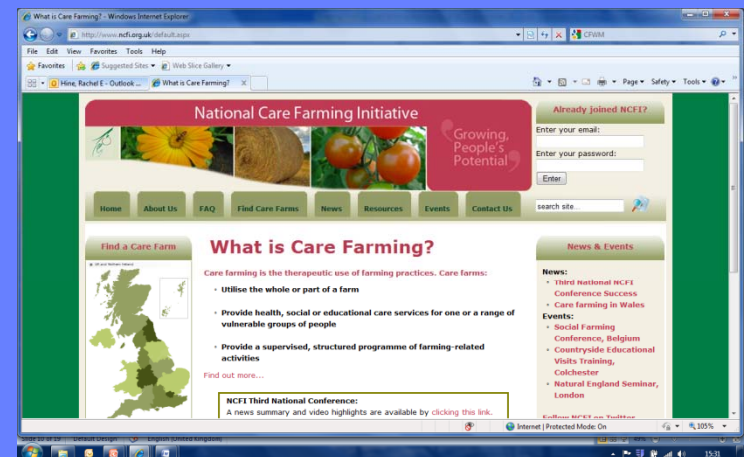 What is Care Farming? - Windows Internet Explorer
http://www.ncfi.org.uk/default.aspx
CFWM
File Edit View Favorites Tools Help
Favorites Suggested Sites Web Slice Gallery
Hine, Rachel E - Outlook ... What is Care Farming? X
Page Safety Tools
National Care Farming Initiative
Growing,
People's
Potential
Already joined NCFI?
Enter your email:
Enter your password:
Enter
Home About Us FAQ Find Care Farms News Resources Events Contact Us
search site...
Find a Care Farm
What is Care Farming?
Care farming is the therapeutic use of farming practices. Care farms:
• Utilise the whole or part of a farm
• Provide health, social or educational care services for one or a range of
vulnerable groups of people
• Provide a supervised, structured programme of farming-related
activities
Find out more...
NCFI Third National Conference:
A news summary and video highlights are available by clicking this link.
News & Events
News:
• Third National NCFI
Conference Success
• Care farming in Wales
Events:
• Social Farming
Conference, Belgium
• Countryside Educational
Visits Training,
Colchester
• Natural England Seminar,
London
Follow NCFI on Twitter
Internet | Protected Mode: On
105%
Slide 10 of 19 Default Design English (United Kingdom)
49%
15:31